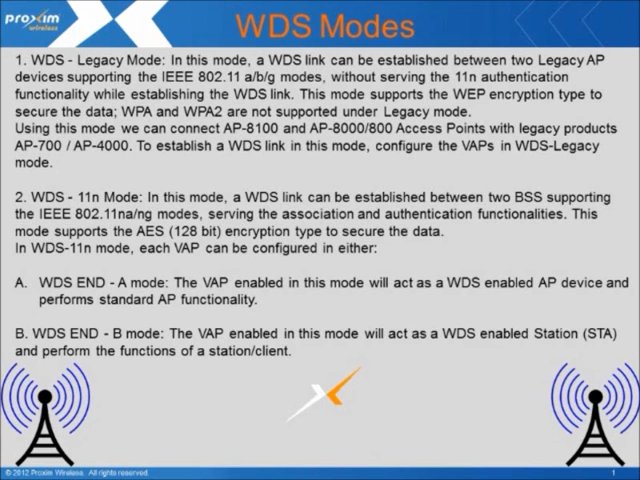 proxim
wireless
WDS Modes
1. WDS - Legacy Mode: In this mode, a WDS link can be established between two Legacy AP
devices supporting the IEEE 802.11 a/b/g modes, without serving the 11n authentication
functionality while establishing the WDS link. This mode supports the WEP encryption type to
secure the data; WPA and WPA2 are not supported under Legacy mode.
Using this mode we can connect AP-8100 and AP-8000/800 Access Points with legacy products
AP-700 / AP-4000. To establish a WDS link in this mode, configure the VAPs in WDS-Legacy
mode.
2. WDS - 11n Mode: In this mode, a WDS link can be established between two BSS supporting
the IEEE 802.11na/ng modes, serving the association and authentication functionalities. This
mode supports the AES (128 bit) encryption type to secure the data.
In WDS-11n mode, each VAP can be configured in either:
A. WDS END - A mode: The VAP enabled in this mode will act as a WDS enabled AP device and
performs standard AP functionality.
B. WDS END - B mode: The VAP enabled in this mode will act as a WDS enabled Station (STA)
and perform the functions of a station/client.
© 2012 Proxim Wireless. All rights reserved.
1